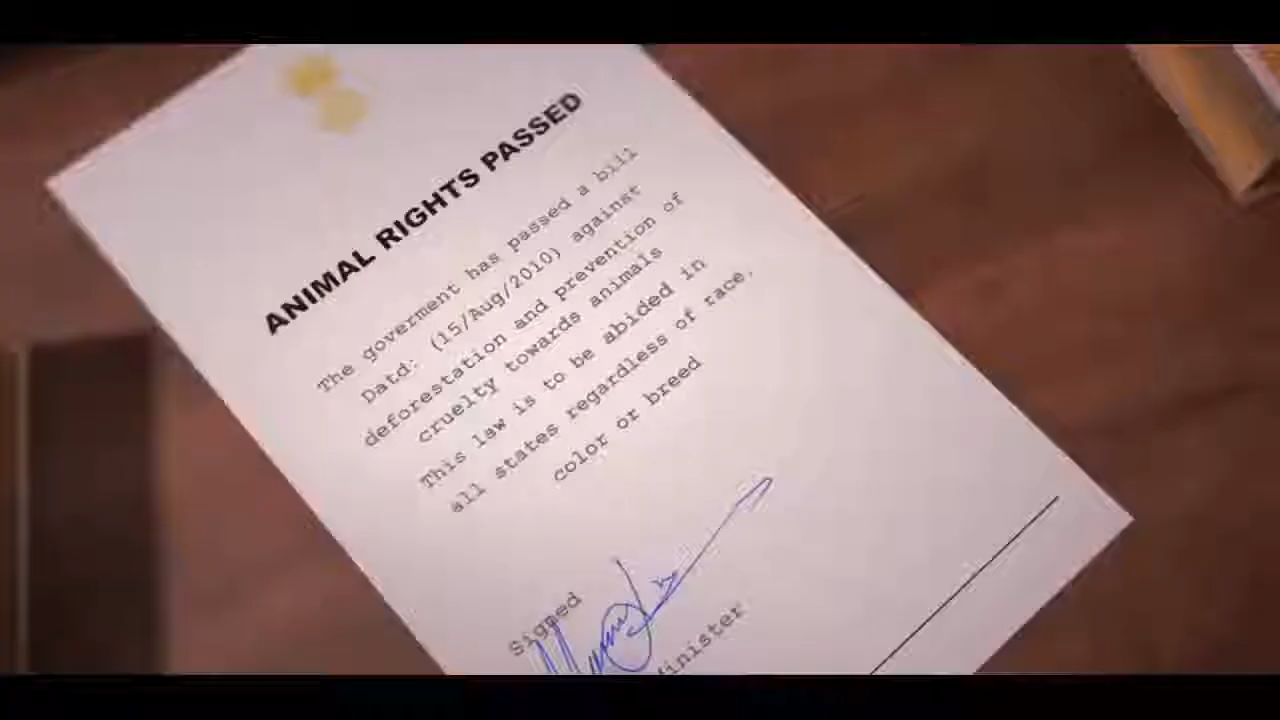 ANIMAL RIGHTS PASSED
The goverment has passed a bill
Datd: (15/Aug/2010) against
deforestation and prevention of
cruelty towards animals
This law is to be abided in
all states regardless of race,
color or breed
Signed
Minister